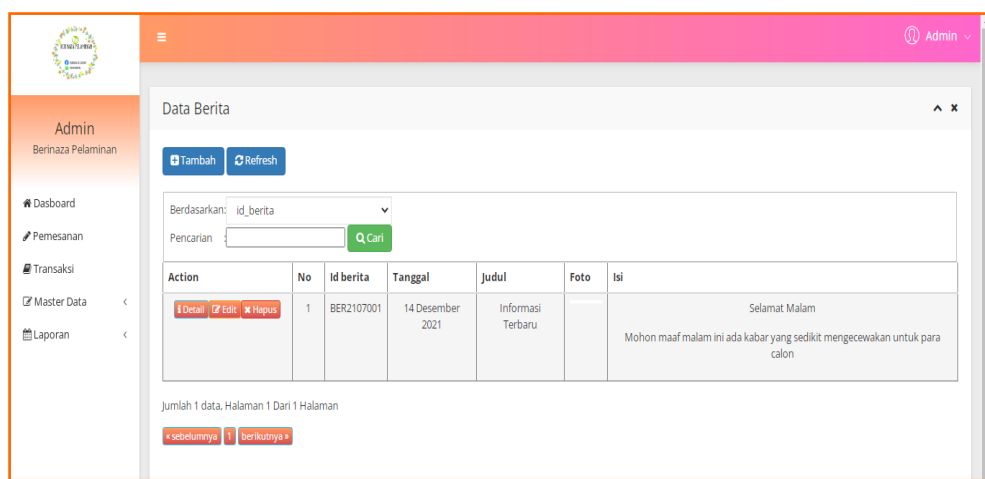 Admin
Admin
Berinaza Pelaminan
Dasboard
Pemesanan
Transaksi
Master Data
Laporan
Data Berita
Tambah Refresh
Berdasarkan: id_berita
Pencarian : Cari
Action No Id berita Tanggal Judul Foto Isi
Detail Edit Hapus 1 BER2107001 14 Desember Informasi Selamat Malam
2021 Terbaru
Mohon maaf malam ini ada kabar yang sedikit mengecewakan untuk para
calon
Jumlah 1 data, Halaman 1 Dari 1 Halaman
« sebelumnya 1 berikutnya »